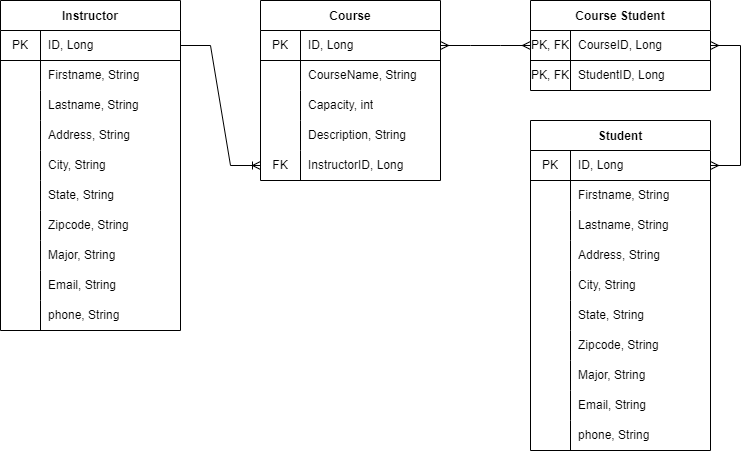 Instructor
PK ID, Long
Firstname, String
Lastname, String
Address, String
City, String
State, String
Zipcode, String
Major, String
Email, String
phone, String
Course
PK ID, Long
CourseName, String
Capacity, int
Description, String
FK InstructorID, Long
Course Student
PK, FK CourseID, Long
PK, FK StudentID, Long
Student
PK ID, Long
Firstname, String
Lastname, String
Address, String
City, String
State, String
Zipcode, String
Major, String
Email, String
phone, String